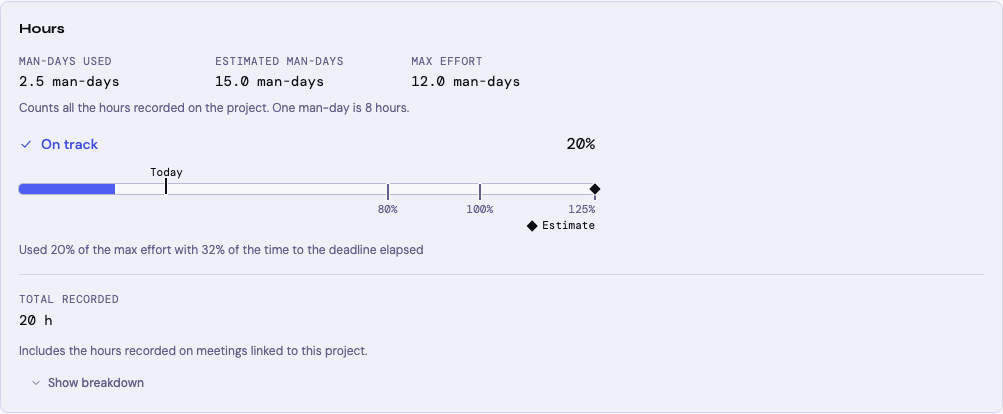 Hours
MAN-DAYS USED ESTIMATED MAN-DAYS MAX EFFORT
2.5 man-days 15.0 man-days 12.0 man-days
Counts all the hours recorded on the project. One man-day is 8 hours.
On track 20%
Today
80% 100% 125%
Estimate
Used 20% of the max effort with 32% of the time to the deadline elapsed
TOTAL RECORDED
20 h
Includes the hours recorded on meetings linked to this project.
Show breakdown